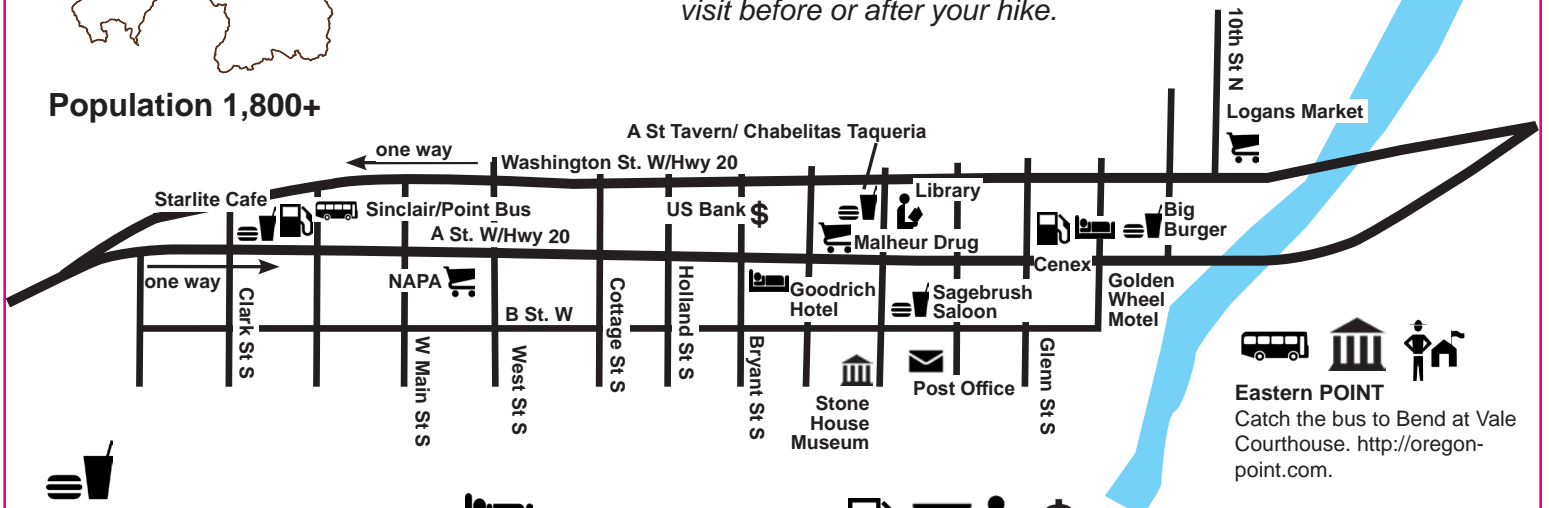 visit before or after your hike.
Population 1,800+
10th St N
Logans Market
A St Tavern/ Chabelitas Taqueria
one way
Washington St. W/Hwy 20
Starlite Cafe
Sinclair/Point Bus
US Bank
$
Library
Big
Burger
A St. W/Hwy 20
Malheur Drug
one way
NAPA
Cenex
Goodrich
Hotel
Sagebrush
Saloon
Golden
Wheel
Motel
B St. W
Clark St S
W Main St S
West St S
Cottage St S
Holland St S
Bryant St S
Glenn St S
Stone
House
Museum
Post Office
Eastern POINT
Catch the bus to Bend at Vale
Courthouse. http://oregon-
point.com.